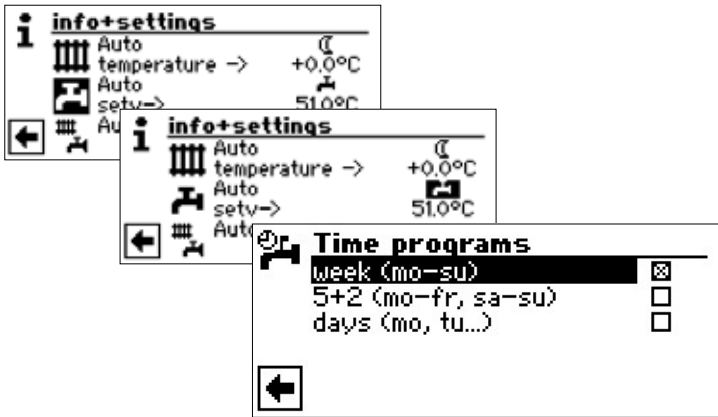 info+settings
Auto
temperature -> +0.0°C
Auto
setv-> 51.0°C
Au
info+settings
Auto
temperature -> +0.0°C
Auto
setv-> 51.0°C
Auto
Time programs
week (mo-su)
5+2 (mo-fr, sa-su)
days (mo, tu...)